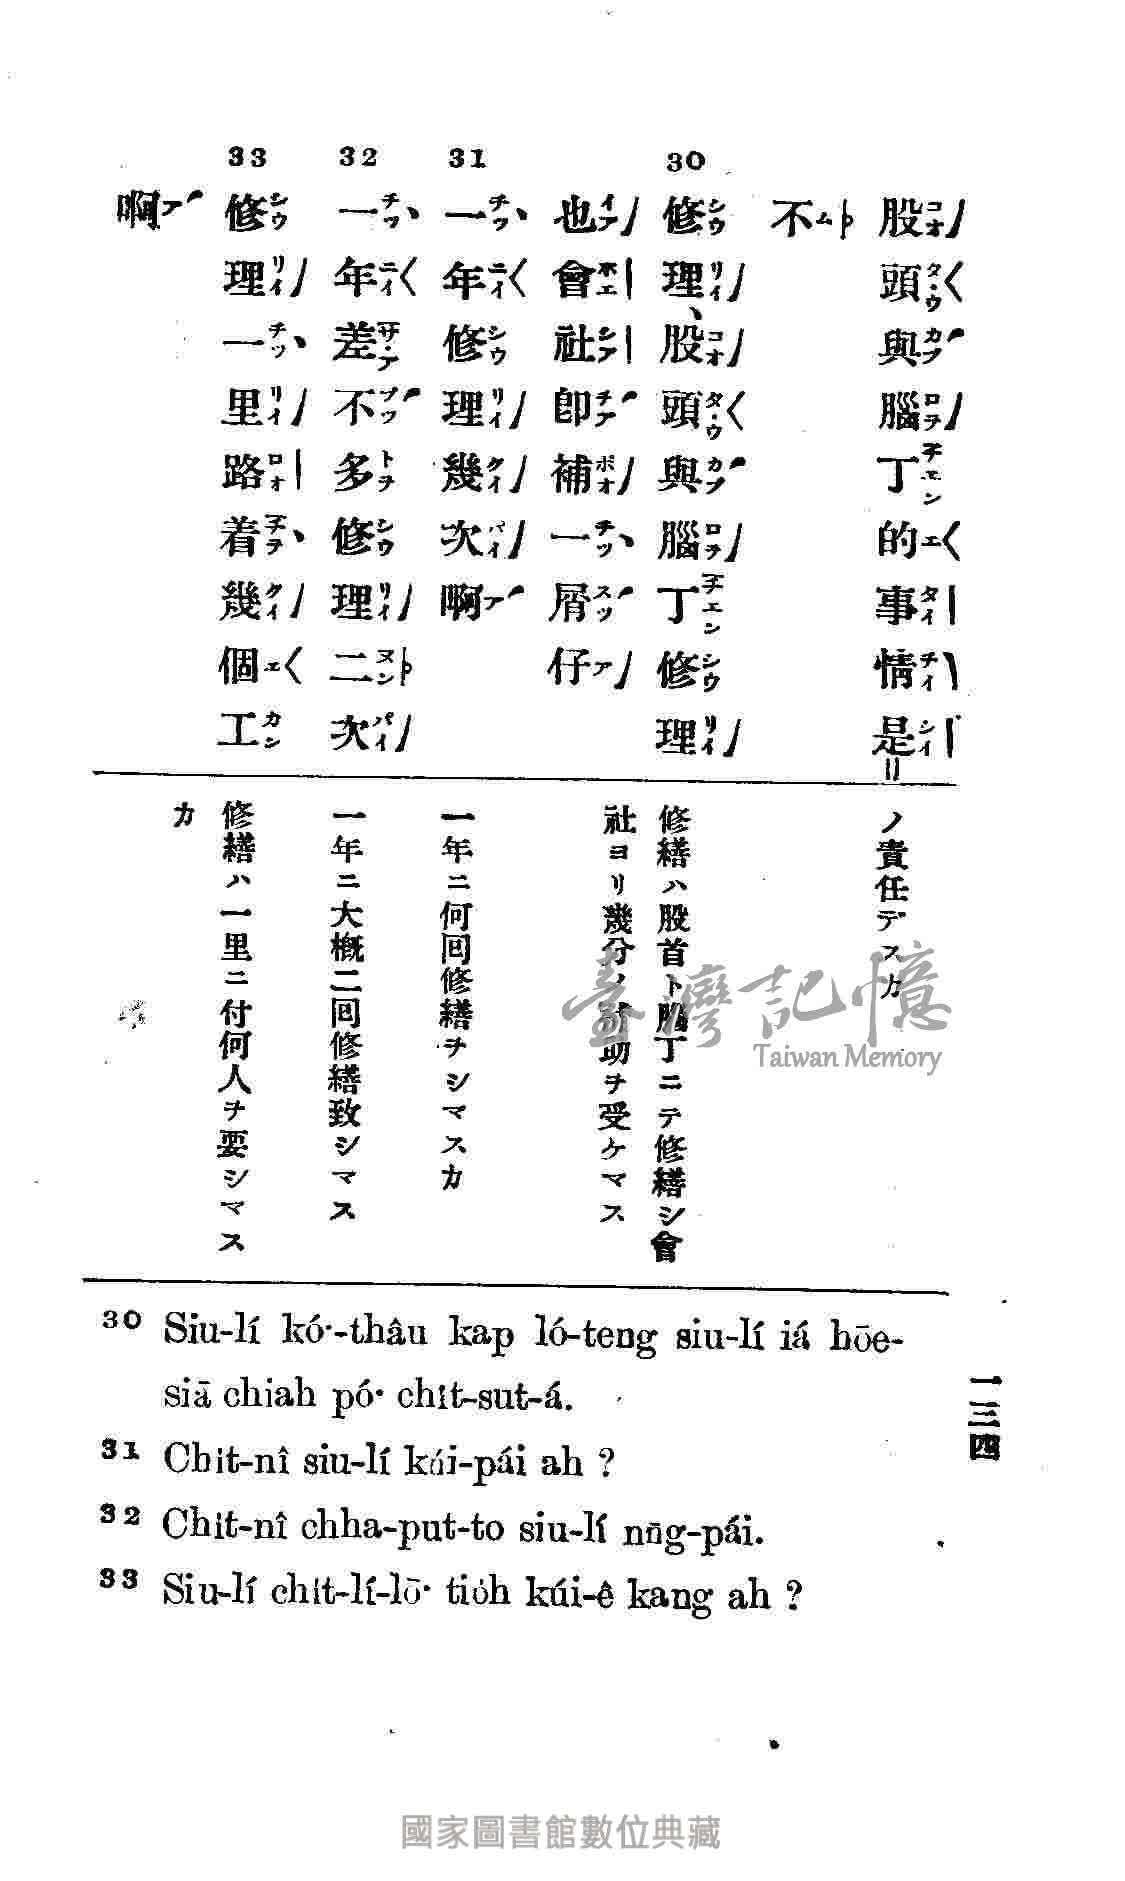 股頭與腦丁的事情是
不
30 修理、股頭與腦丁修理
也會社即補一屑仔
31 一年修理幾次啊
32 一年差不多修理二次
33 修理一里路着幾個工
啊
ノ責任デスカ
修繕ハ股首ト腦丁ニテ修繕シ會
社ヨリ幾分ノ補助ヲ受ケマス
一年ニ何回修繕ヲシマスカ
一年ニ大概二回修繕致シマス
修繕ハ一里ニ付何人ヲ要シマス
カ
30 Siu-lí kó·-thâu kap ló-teng siu-lí iá hōe-
siā chiah pó· chit-sut-á.
31 Chit-nî siu-lí kúi-pái ah ?
32 Chit-nî chha-put-to siu-lí nn̄g-pái.
33 Siu-lí chi̍t-lí-lō· tio̍h kúi-ê kang ah ?
一三四
臺灣記憶
Taiwan Memory
國家圖書館數位典藏